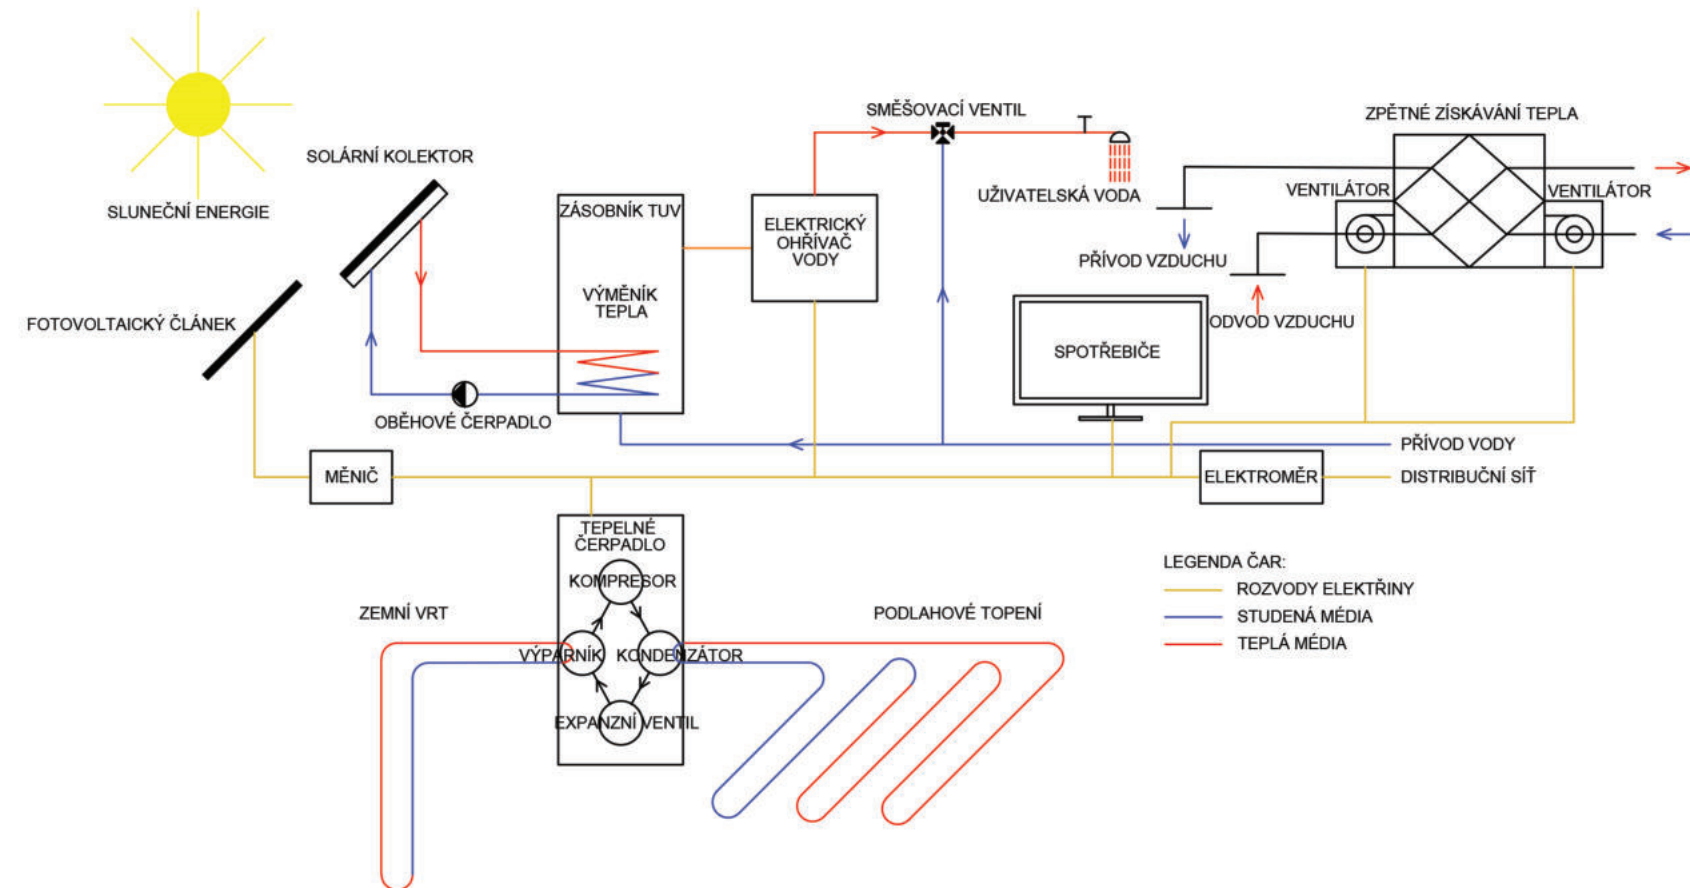 SMĚŠOVACÍ VENTIL
ZPĚTNÉ ZÍSKÁVÁNÍ TEPLA
SOLÁRNÍ KOLEKTOR
SLUNEČNÍ ENERGIE
ZÁSOBNÍK TUV
ELEKTRICKÝ
OHŘÍVAČ
VODY
UŽIVATELSKÁ VODA
VENTILÁTOR
VENTILÁTOR
PŘÍVOD VZDUCHU
VÝMĚNÍK
TEPLA
FOTOVOLTAICKÝ ČLÁNEK
ODVOD VZDUCHU
SPOTŘEBIČE
OBĚHOVÉ ČERPADLO
PŘÍVOD VODY
MĚNIČ
ELEKTROMĚR
DISTRIBUČNÍ SÍŤ
TEPELNÉ
ČERPADLO
KOMPRESOR
LEGENDA ČAR:
ROZVODY ELEKTŘINY
STUDENÁ MÉDIA
TEPLÁ MÉDIA
ZEMNÍ VRT
PODLAHOVÉ TOPENÍ
VÝPARNÍK
KONDENZÁTOR
EXPANZNÍ VENTIL